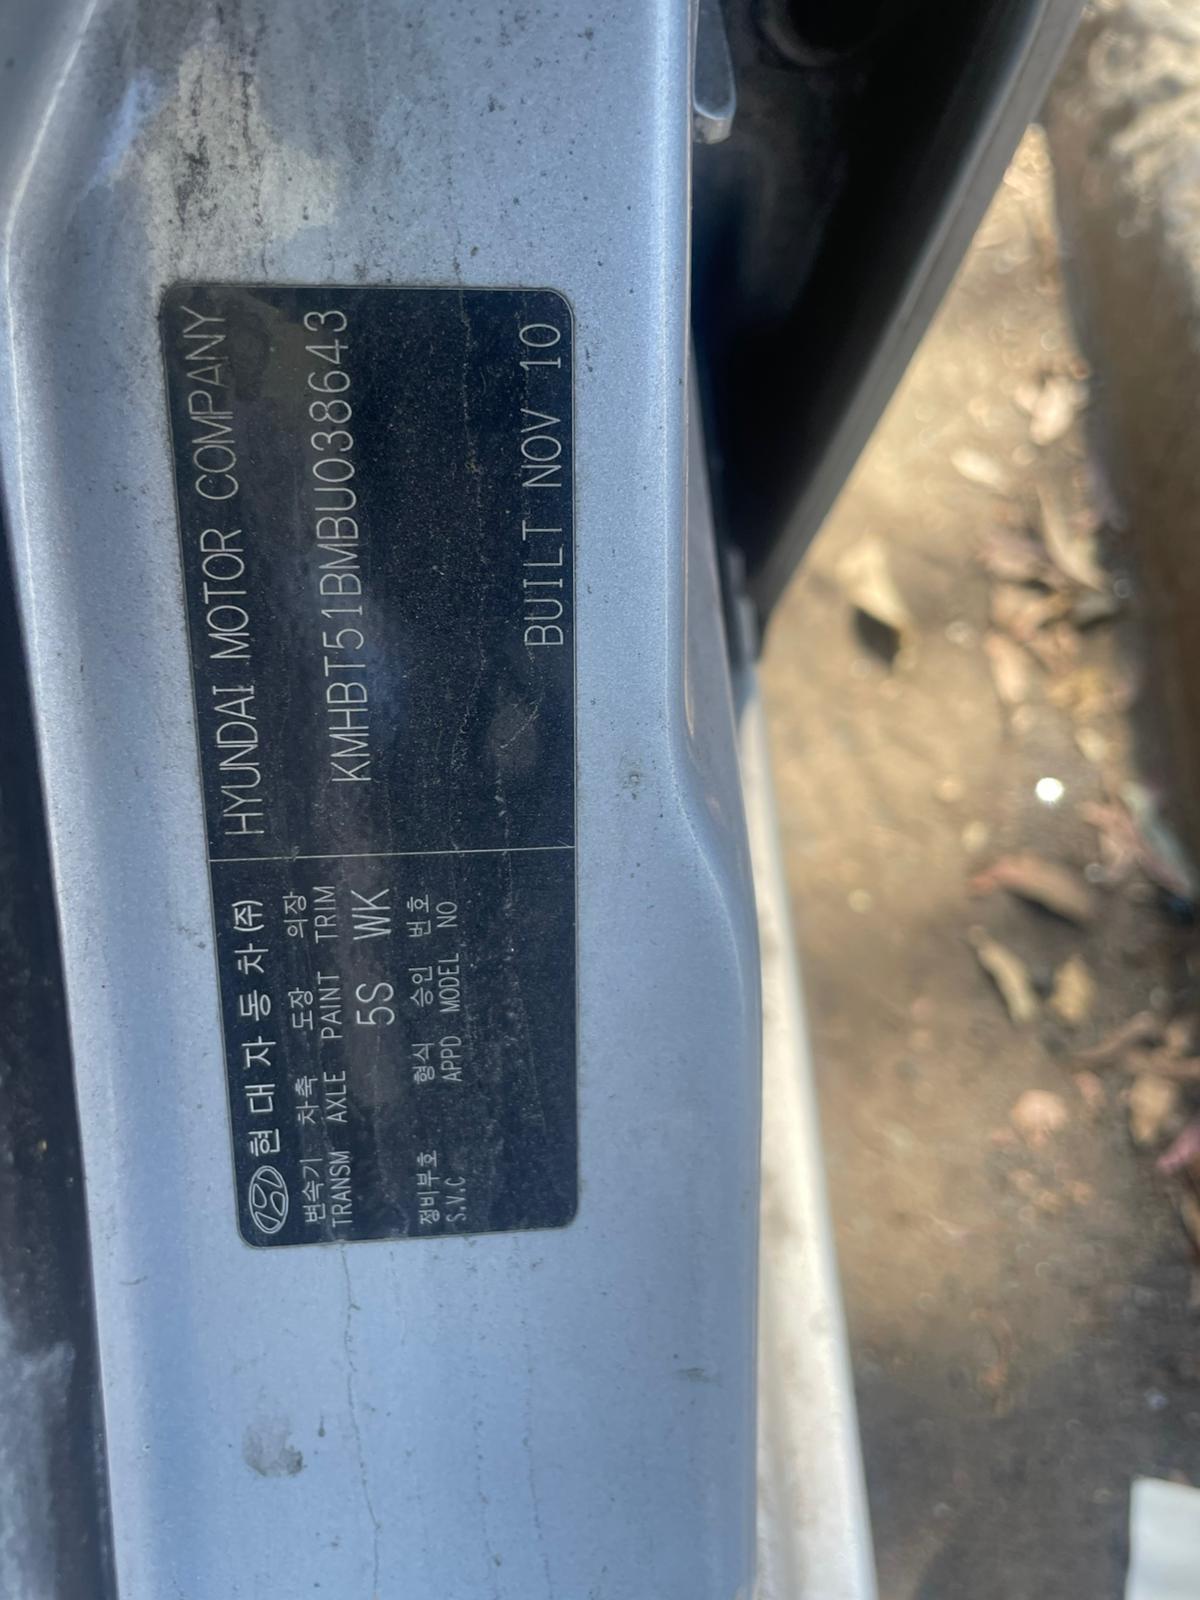 현대자동차(주)
변속기 차축 도장 의장
TRANSM AXLE PAINT TRIM
5S WK
정비부호 형식 승인 번호
S.V.C APPD MODEL NO
HYUNDAI MOTOR COMPANY
KMHBT51BMBU038643
BUILT NOV 10